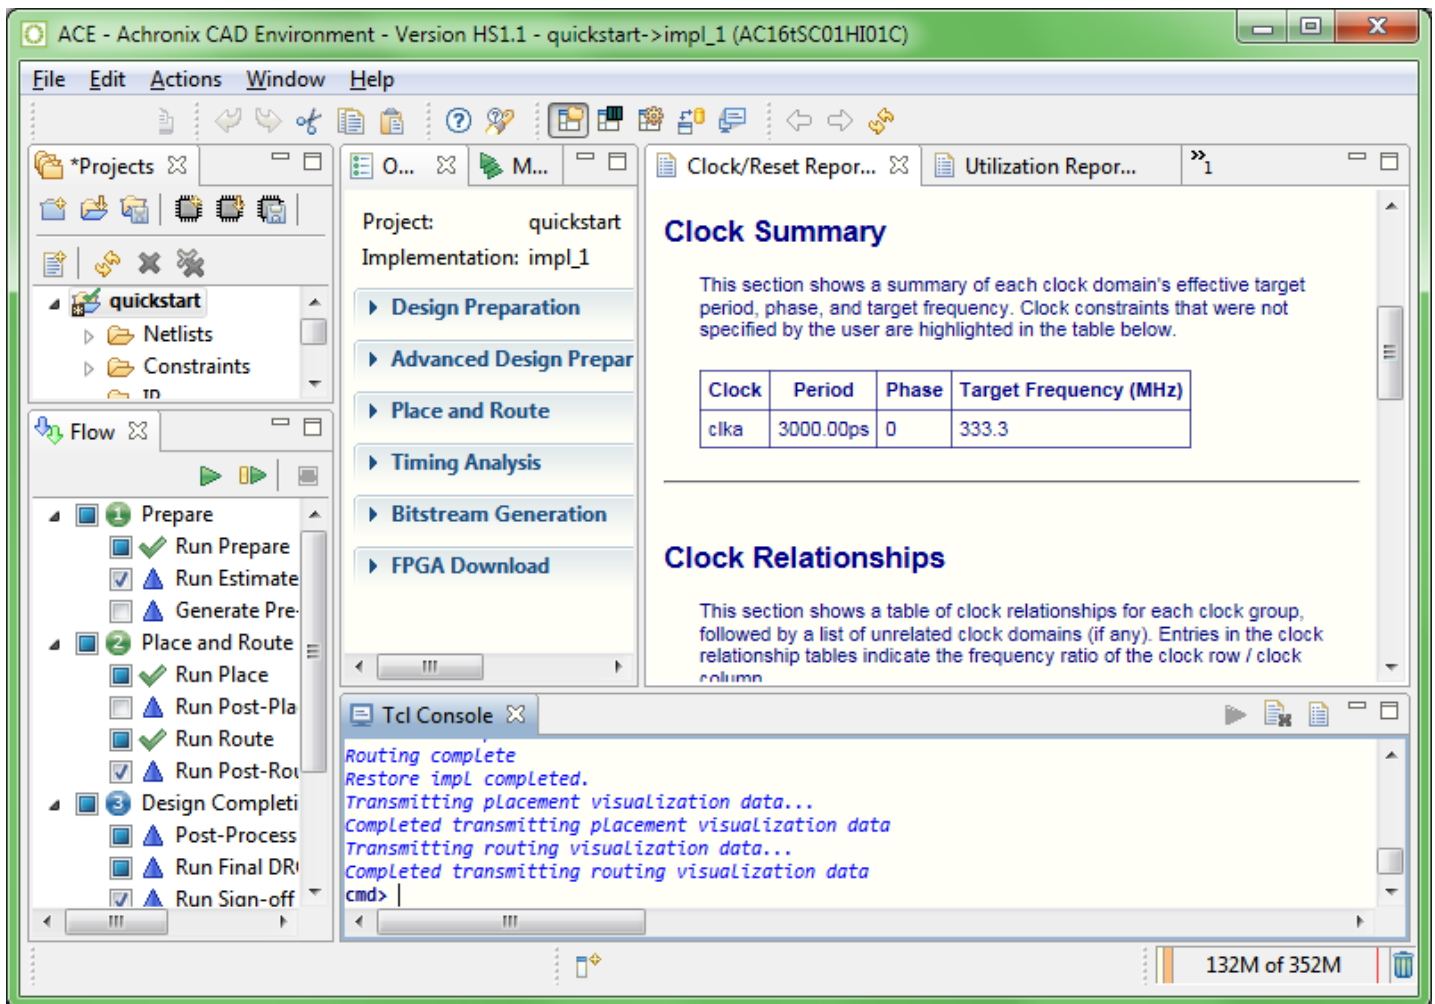 ACE - Achronix CAD Environment - Version HS1.1 - quickstart->impl_1 (AC16tSC01HI01C)
File Edit Actions Window Help
*Projects
quickstart
Netlists
Constraints
Flow
1 Prepare
Run Prepare
Run Estimate
Generate Pre-
2 Place and Route
Run Place
Run Post-Pla
Run Route
Run Post-Rou
3 Design Completi
Post-Process
Run Final DR
Run Sign-off
O... M...
Project: quickstart
Implementation: impl_1
Design Preparation
Advanced Design Prepar
Place and Route
Timing Analysis
Bitstream Generation
FPGA Download
Clock/Reset Repor... Utilization Repor... »1
Clock Summary
This section shows a summary of each clock domain's effective target
period, phase, and target frequency. Clock constraints that were not
specified by the user are highlighted in the table below.
Clock Period Phase Target Frequency (MHz)
clka 3000.00ps 0 333.3
Clock Relationships
This section shows a table of clock relationships for each clock group,
followed by a list of unrelated clock domains (if any). Entries in the clock
relationship tables indicate the frequency ratio of the clock row / clock
column
Tcl Console
Routing complete
Restore impl completed.
Transmitting placement visualization data...
Completed transmitting placement visualization data
Transmitting routing visualization data...
Completed transmitting routing visualization data
cmd>
132M of 352M